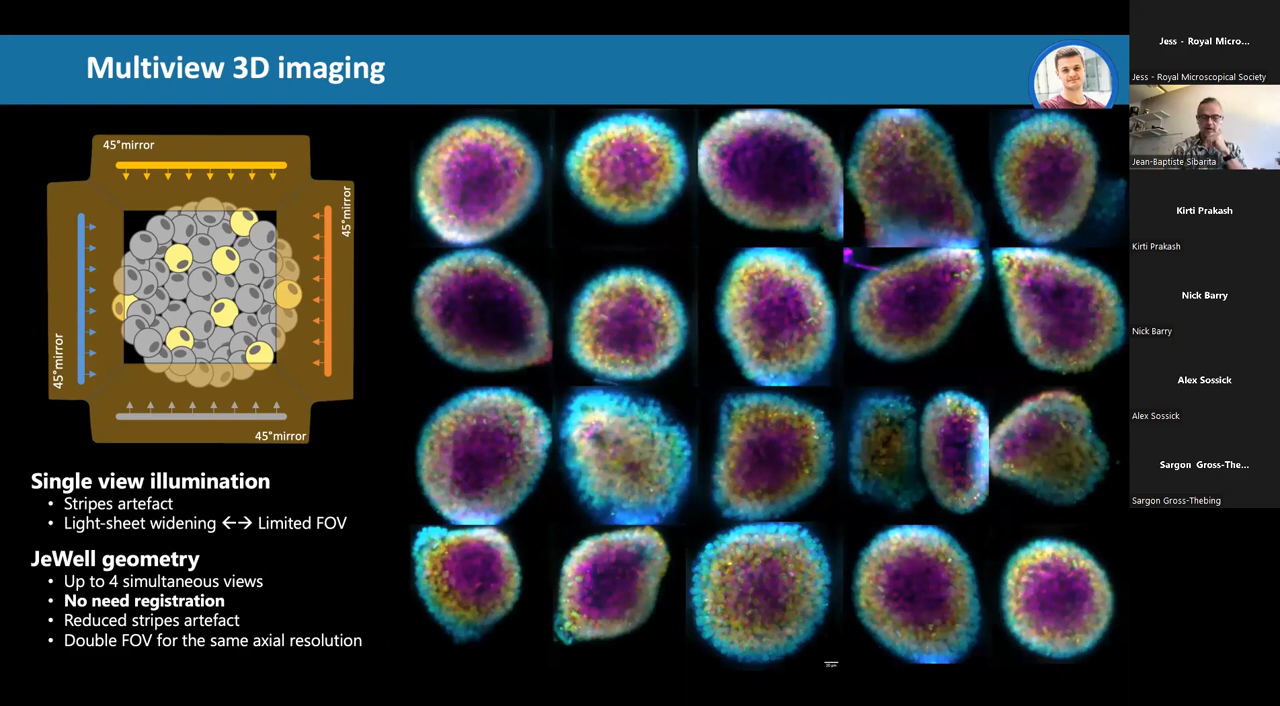 Multiview 3D imaging
45°mirror
45°mirror
45°mirror
45°mirror
Single view illumination
• Stripes artefact
• Light-sheet widening ←→ Limited FOV
JeWell geometry
• Up to 4 simultaneous views
• No need registration
• Reduced stripes artefact
• Double FOV for the same axial resolution
Jess - Royal Micro...
Jess - Royal Microscopical Society
Jean-Baptiste Sibarita
Kirti Prakash
Kirti Prakash
Nick Barry
Nick Barry
Alex Sossick
Alex Sossick
Sargon Gross-The...
Sargon Gross-Thebing